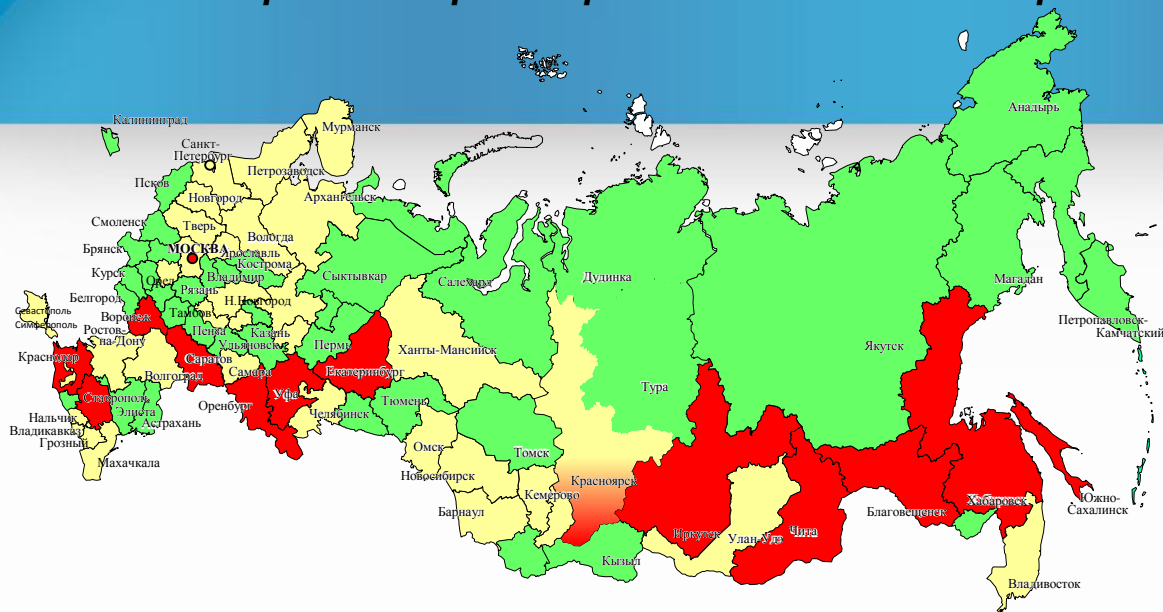 Анадырь
Калининград
Мурманск
Санкт-
Петербург
Петрозаводск
Псков
Новгород
Архангельск
Смоленск
Тверь
Вологда
Брянск
МОСКВА
Ярославль
Кострома
Курск
Орел
Владимир
Сыктывкар
Салехард
Дудинка
Магадан
Рязань
Белгород
Н.Новгород
Севастополь
Симферополь
Воронеж
Тамбов
Петропавловск-
Камчатский
Ростов-
на-Дону
Пенза
Казань
Ульяновск
Пермь
Ханты-Мансийск
Якутск
Краснодар
Саратов
Самара
Екатеринбург
Волгоград
Уфа
Тура
Ставрополь
Элиста
Оренбург
Челябинск
Тюмень
Нальчик
Астрахань
Владикавказ
Грозный
Омск
Томск
Махачкала
Новосибирск
Красноярск
Кемерово
Барнаул
Благовещенск
Хабаровск
Южно-
Сахалинск
Иркутск
Улан-Удэ
Чита
Кызыл
Владивосток